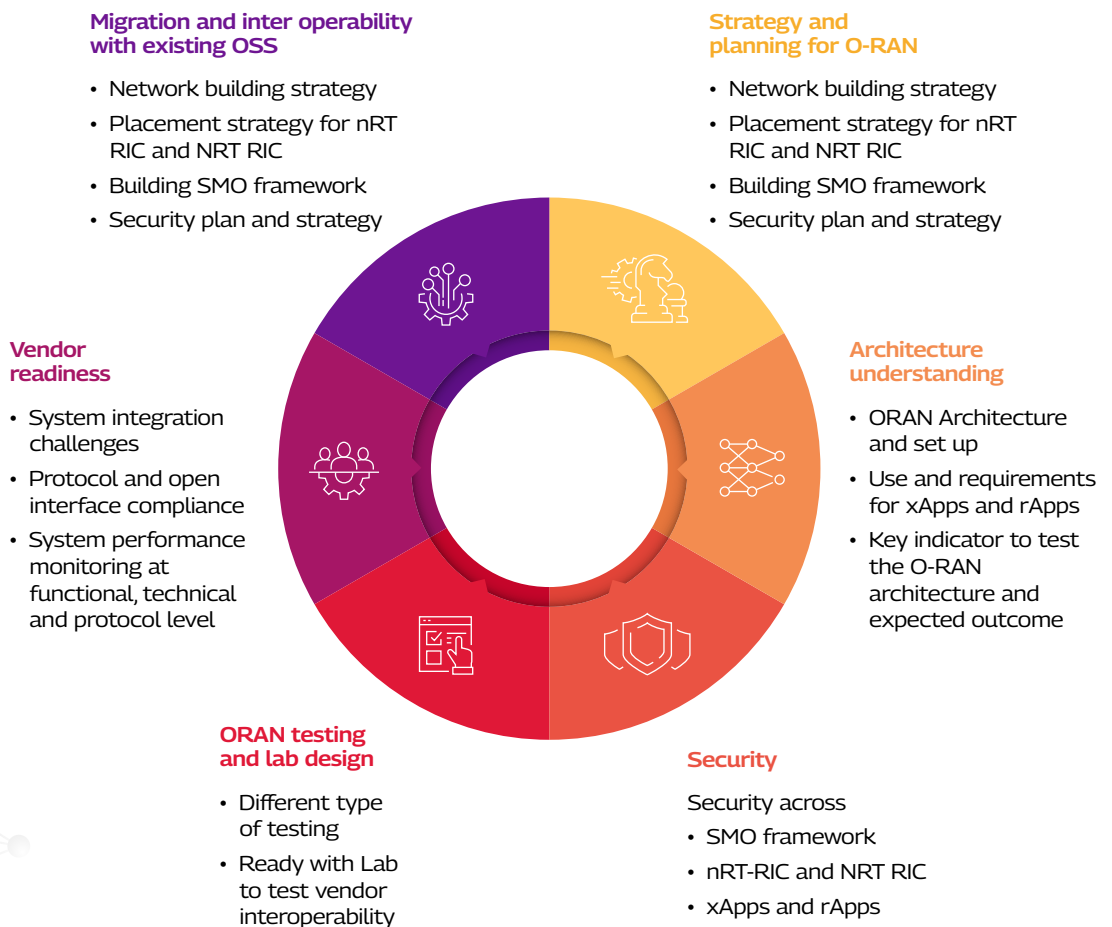 Migration and inter operability
with existing OSS
• Network building strategy
• Placement strategy for nRT
RIC and NRT RIC
• Building SMO framework
• Security plan and strategy
Strategy and
planning for O-RAN
• Network building strategy
• Placement strategy for nRT
RIC and NRT RIC
• Building SMO framework
• Security plan and strategy
Vendor
readiness
• System integration
challenges
• Protocol and open
interface compliance
• System performance
monitoring at
functional, technical
and protocol level
Architecture
understanding
• ORAN Architecture
and set up
• Use and requirements
for xApps and rApps
• Key indicator to test
the O-RAN
architecture and
expected outcome
ORAN testing
and lab design
• Different type
of testing
• Ready with Lab
to test vendor
interoperability
Security
Security across
• SMO framework
• nRT-RIC and NRT RIC
• xApps and rApps